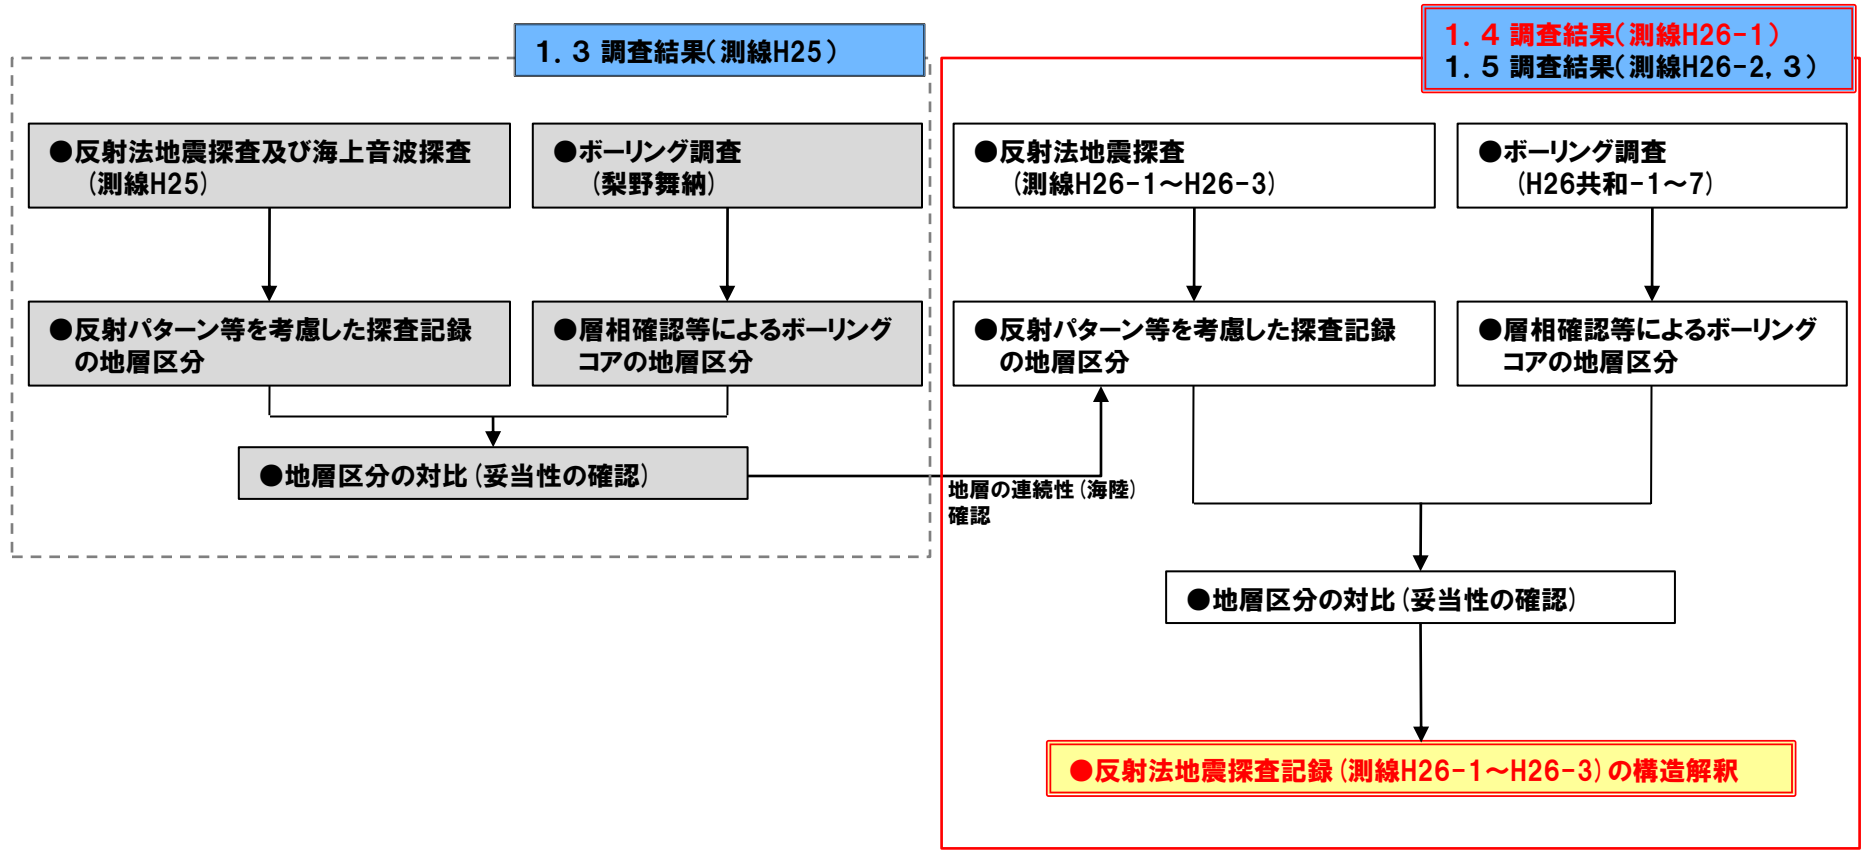 1．3 調査結果（測線H25）
●反射法地震探査及び海上音波探査
（測線H25）
●ボーリング調査
（梨野舞納）
●反射パターン等を考慮した探査記録
の地層区分
●層相確認等によるボーリング
コアの地層区分
●地層区分の対比（妥当性の確認）
地層の連続性（海陸）
確認
1．4 調査結果（測線H26-1）
1．5 調査結果（測線H26-2，3）
●反射法地震探査
（測線H26-1～H26-3）
●ボーリング調査
（H26共和-1～7）
●反射パターン等を考慮した探査記録
の地層区分
●層相確認等によるボーリング
コアの地層区分
●地層区分の対比（妥当性の確認）
●反射法地震探査記録（測線H26-1～H26-3）の構造解釈